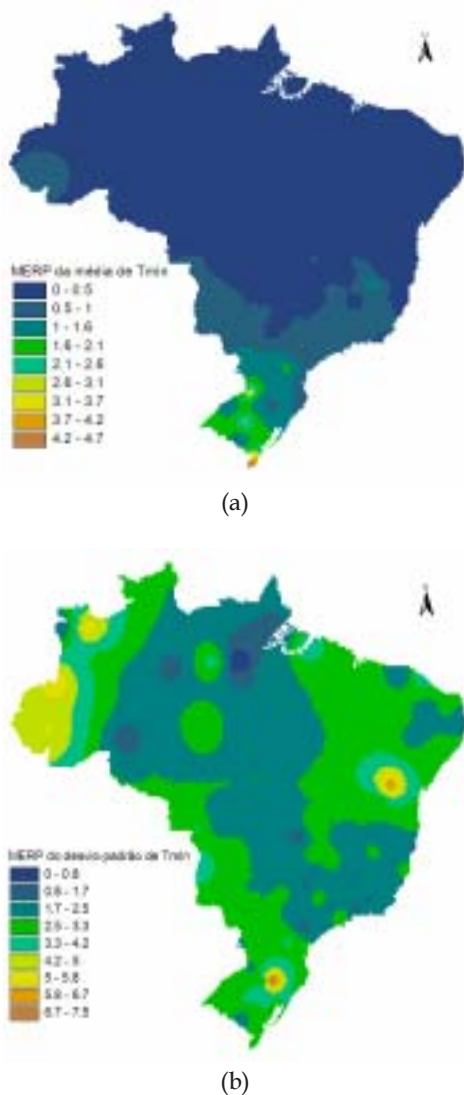 MERP da média de Tmín
0 - 0.5
0.5 - 1
1 - 1.6
1.6 - 2.1
2.1 - 2.6
2.6 - 3.1
3.1 - 3.7
3.7 - 4.2
4.2 - 4.7
(a)
MERP do desvio-padrão de Tmín
0 - 0.8
0.8 - 1.7
1.7 - 2.5
2.5 - 3.3
3.3 - 4.2
4.2 - 5
5 - 5.8
5.8 - 6.7
6.7 - 7.5
(b)